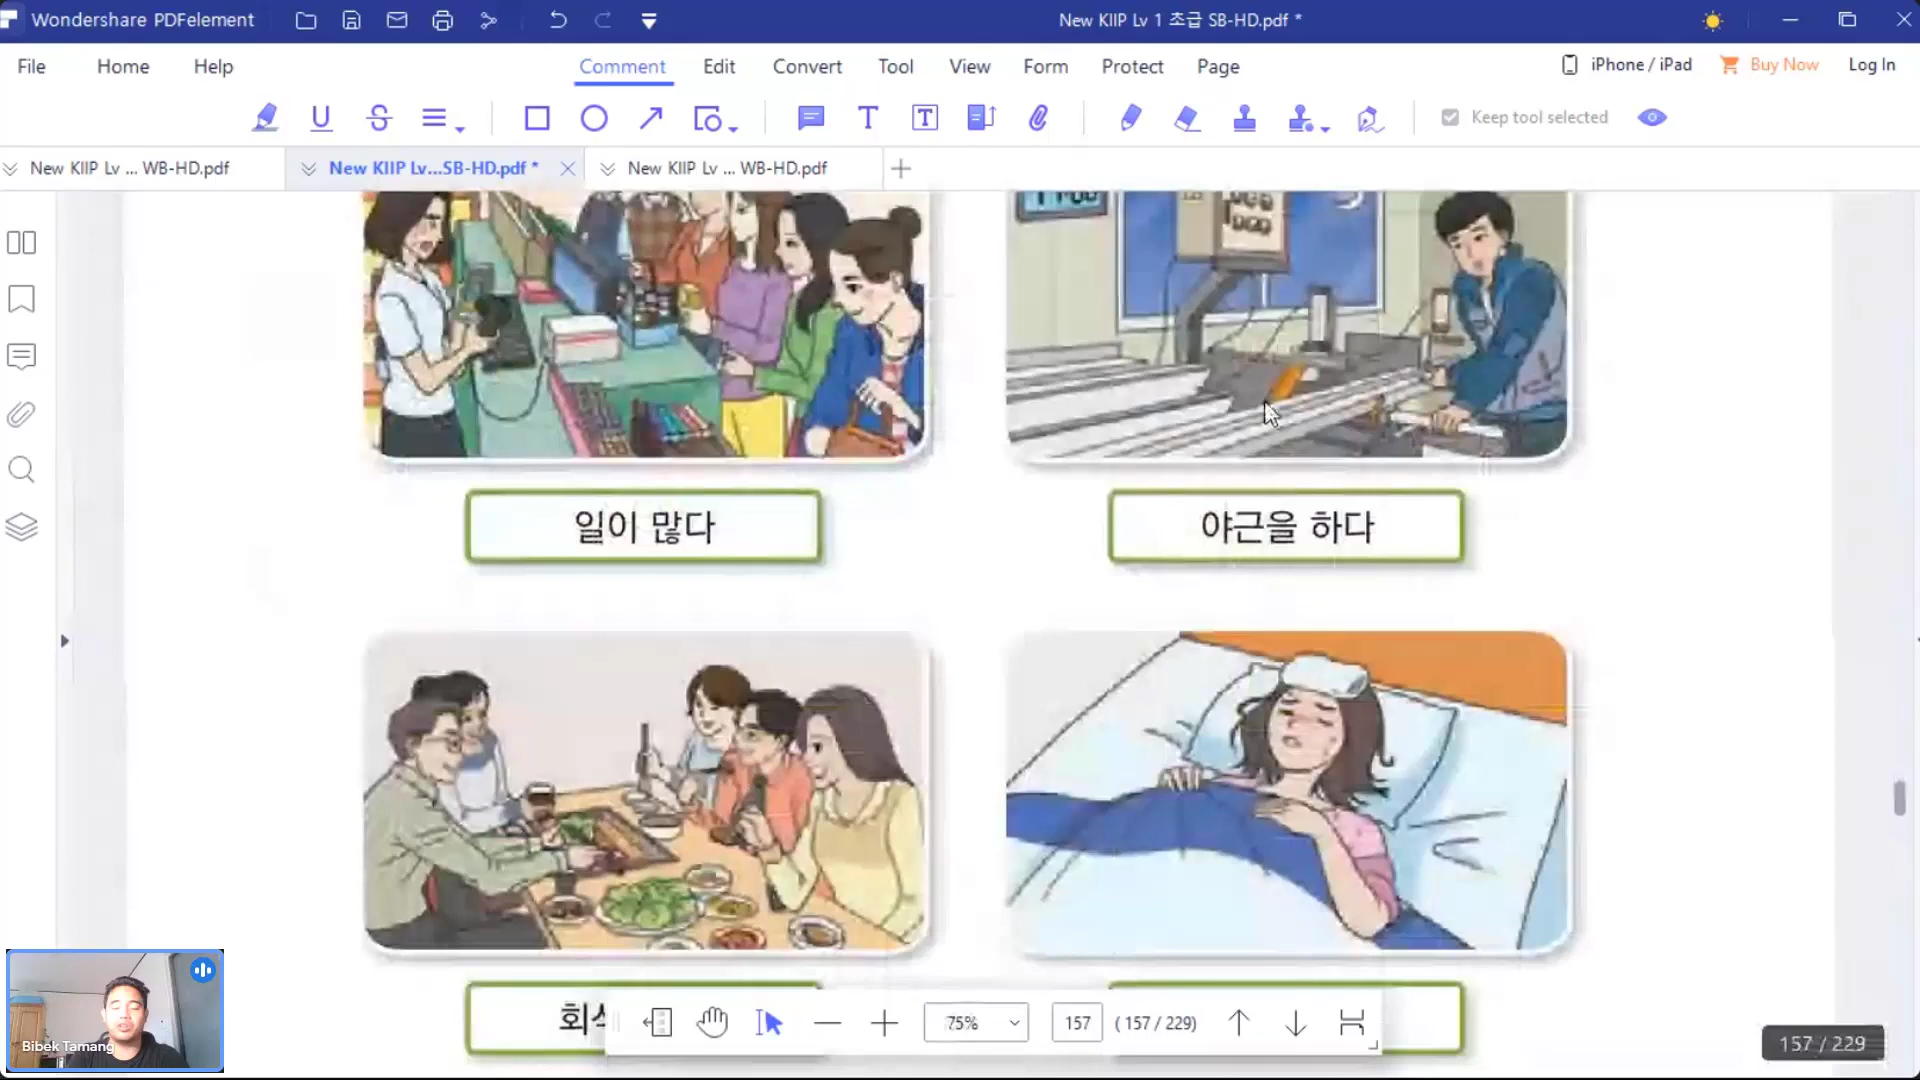 Wondershare PDFelement
New KIIP Lv 1 초급 SB-HD.pdf *
File Home Help Comment Edit Convert Tool View Form Protect Page iPhone / iPad Buy Now Log In
Keep tool selected
New KIIP Lv ... WB-HD.pdf New KIIP Lv...SB-HD.pdf * New KIIP Lv ... WB-HD.pdf
일이 많다 야근을 하다
75% 157 ( 157 / 229)
157 / 229
Bibek Tamang